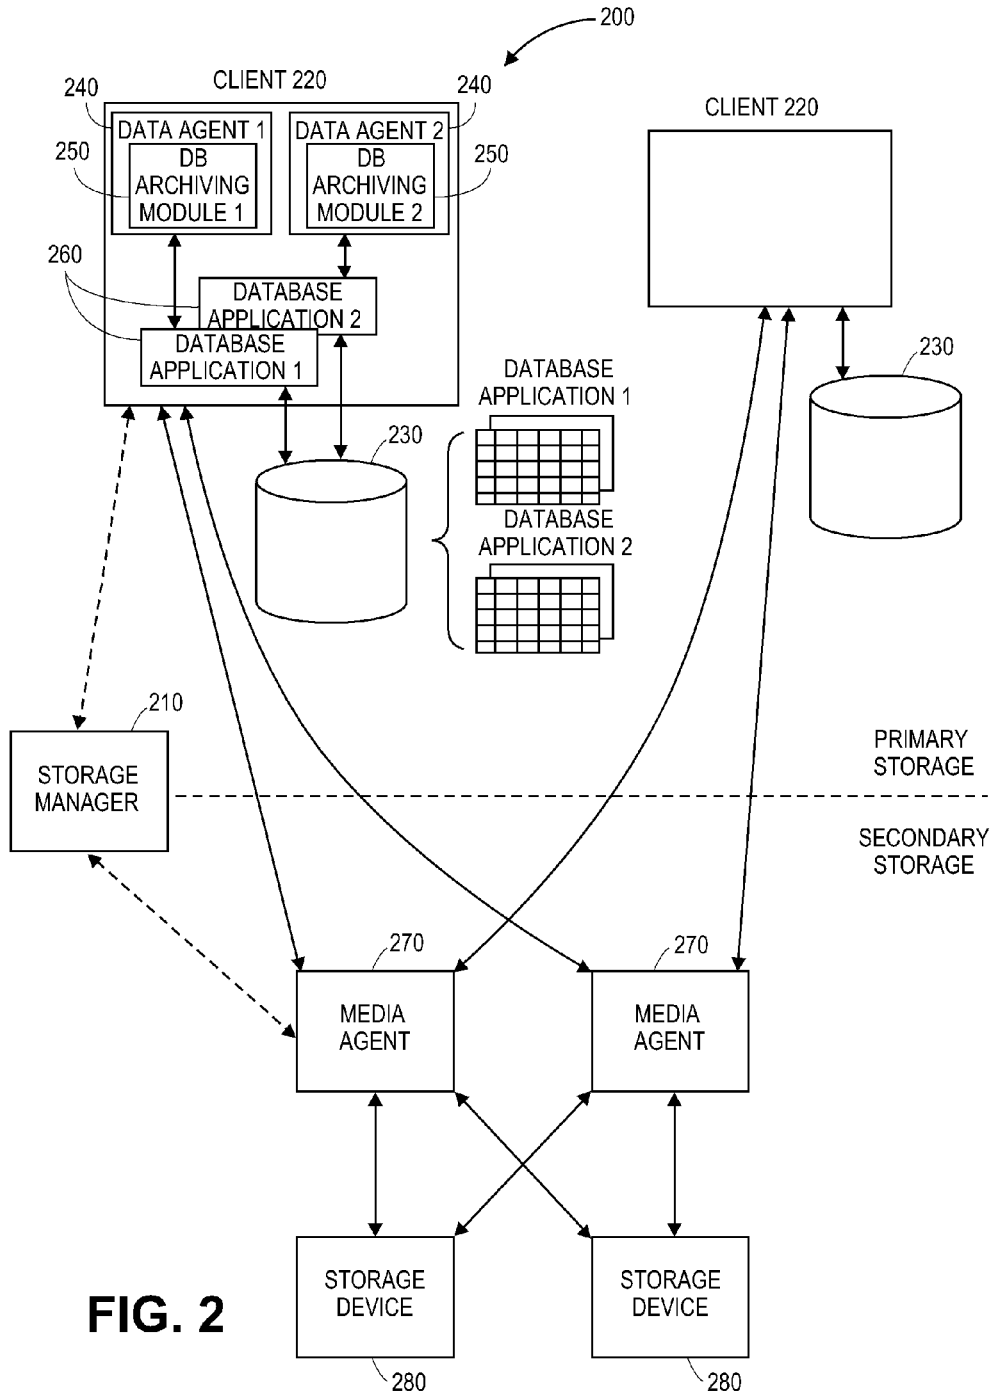 200
CLIENT 220
240
240
DATA AGENT 1
DATA AGENT 2
250
250
DB
ARCHIVING
MODULE 1
DB
ARCHIVING
MODULE 2
260
DATABASE
APPLICATION 2
DATABASE
APPLICATION 1
CLIENT 220
230
DATABASE
APPLICATION 1
230
DATABASE
APPLICATION 2
210
STORAGE
MANAGER
PRIMARY
STORAGE
SECONDARY
STORAGE
270
270
MEDIA
AGENT
MEDIA
AGENT
STORAGE
DEVICE
STORAGE
DEVICE
280
280
FIG. 2